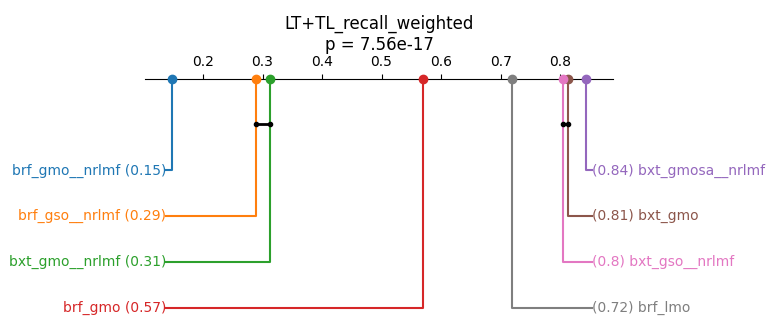 LT+TL_recall_weighted
p = 7.56e-17
0.2 0.3 0.4 0.5 0.6 0.7 0.8
brf_gmo__nrlmf (0.15) (0.84) bxt_gmosa__nrlmf
brf_gso__nrlmf (0.29) (0.81) bxt_gmo
bxt_gmo__nrlmf (0.31) (0.8) bxt_gso__nrlmf
brf_gmo (0.57) (0.72) brf_lmo